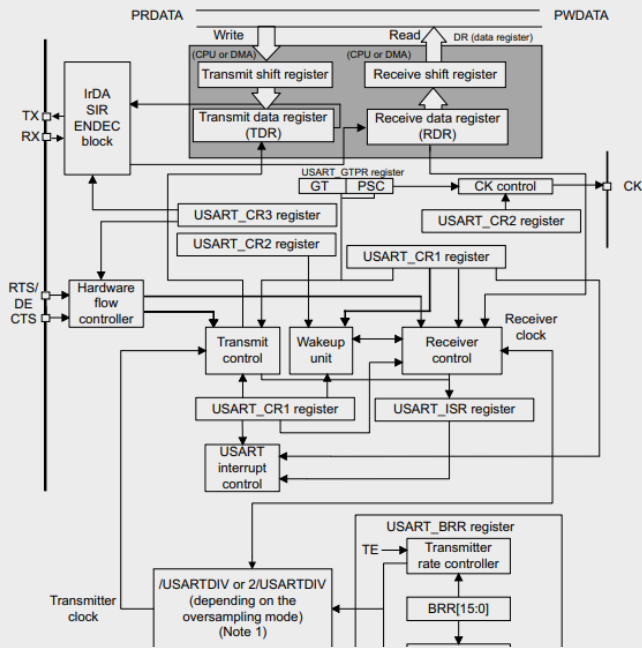 PRDATA
PWDATA
Write
Read
DR (data register)
(CPU or DMA)
(CPU or DMA)
Transmit shift register
Receive shift register
IrDA
SIR
ENDEC
block
TX
RX
Transmit data register
(TDR)
Receive data register
(RDR)
USART_GTPR register
GT
PSC
CK control
CK
USART_CR3 register
USART_CR2 register
USART_CR2 register
USART_CR1 register
RTS/
DE
CTS
Hardware
flow
controller
Receiver
clock
Transmit
control
Wakeup
unit
Receiver
control
USART_CR1 register
USART_ISR register
USART
interrupt
control
USART_BRR register
TE
Transmitter
rate controller
/USARTDIV or 2/USARTDIV
(depending on the
oversampling mode)
(Note 1)
Transmitter
clock
BRR[15:0]